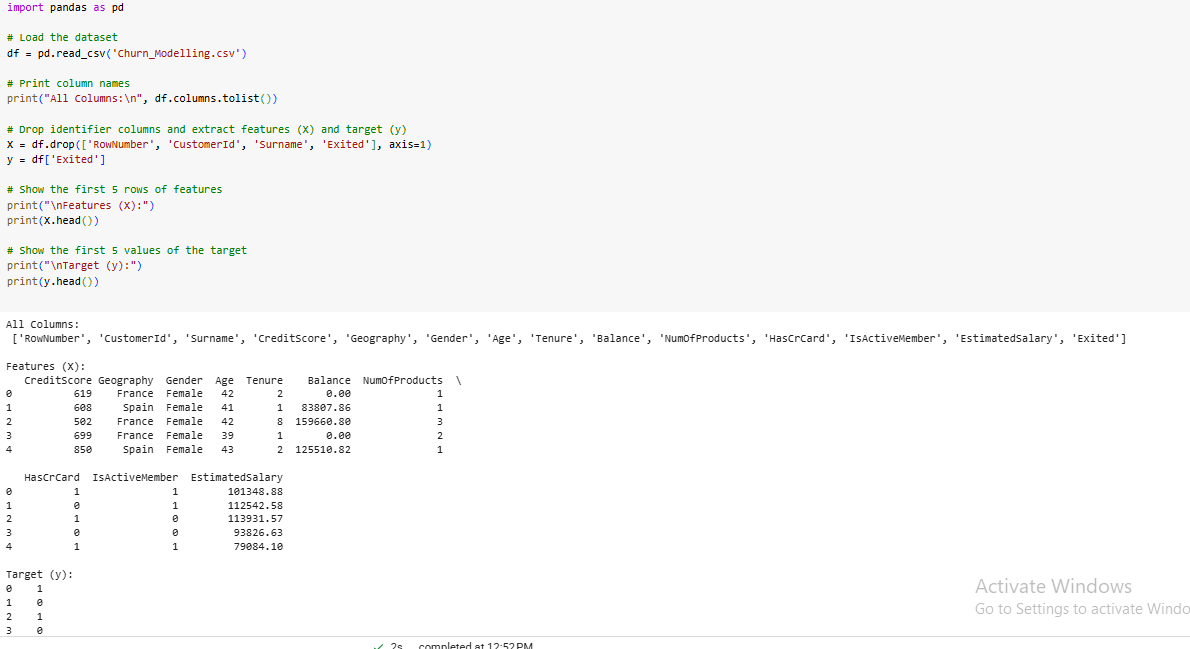 import pandas as pd
# Load the dataset
df = pd.read_csv('Churn_Modelling.csv')
# Print column names
print("All Columns:\n", df.columns.tolist())
# Drop identifier columns and extract features (X) and target (y)
X = df.drop(['RowNumber', 'CustomerId', 'Surname', 'Exited'], axis=1)
y = df['Exited']
# Show the first 5 rows of features
print("\nFeatures (X):")
print(X.head())
# Show the first 5 values of the target
print("\nTarget (y):")
print(y.head())
All Columns:
['RowNumber', 'CustomerId', 'Surname', 'CreditScore', 'Geography', 'Gender', 'Age', 'Tenure', 'Balance', 'NumOfProducts', 'HasCrCard', 'IsActiveMember', 'EstimatedSalary', 'Exited']
Features (X):
CreditScore Geography Gender Age Tenure Balance NumOfProducts \
0 619 France Female 42 2 0.00 1
1 608 Spain Female 41 1 83807.86 1
2 502 France Female 42 8 159660.80 3
3 699 France Female 39 1 0.00 2
4 850 Spain Female 43 2 125510.82 1
HasCrCard IsActiveMember EstimatedSalary
0 1 1 101348.88
1 0 1 112542.58
2 1 0 113931.57
3 0 0 93826.63
4 1 1 79084.10
Target (y):
0 1
1 0
2 1
3 0
Activate Windows
Go to Settings to activate Windo
✓ 2s completed at 12:52 PM